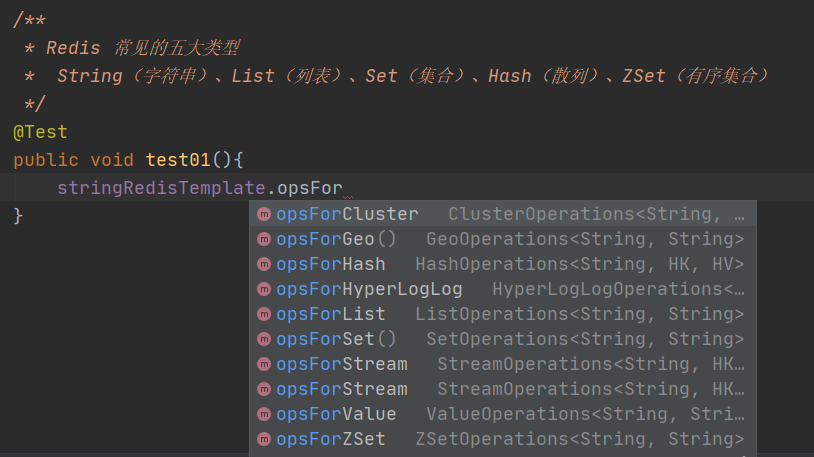 /**
 * Redis 常见的五大类型
 *  String（字符串）、List（列表）、Set（集合）、Hash（散列）、ZSet（有序集合）
 */
@Test
public void test01(){
    stringRedisTemplate.opsFor
}
m opsForCluster ClusterOperations<String, …
m opsForGeo() GeoOperations<String, String>
m opsForHash HashOperations<String, HK, HV>
m opsForHyperLogLog HyperLogLogOperations<…
m opsForList ListOperations<String, String>
m opsForSet() SetOperations<String, String>
m opsForStream StreamOperations<String, HK…
m opsForStream StreamOperations<String, HK…
m opsForValue ValueOperations<String, Stri…
m opsForZSet ZSetOperations<String, String>